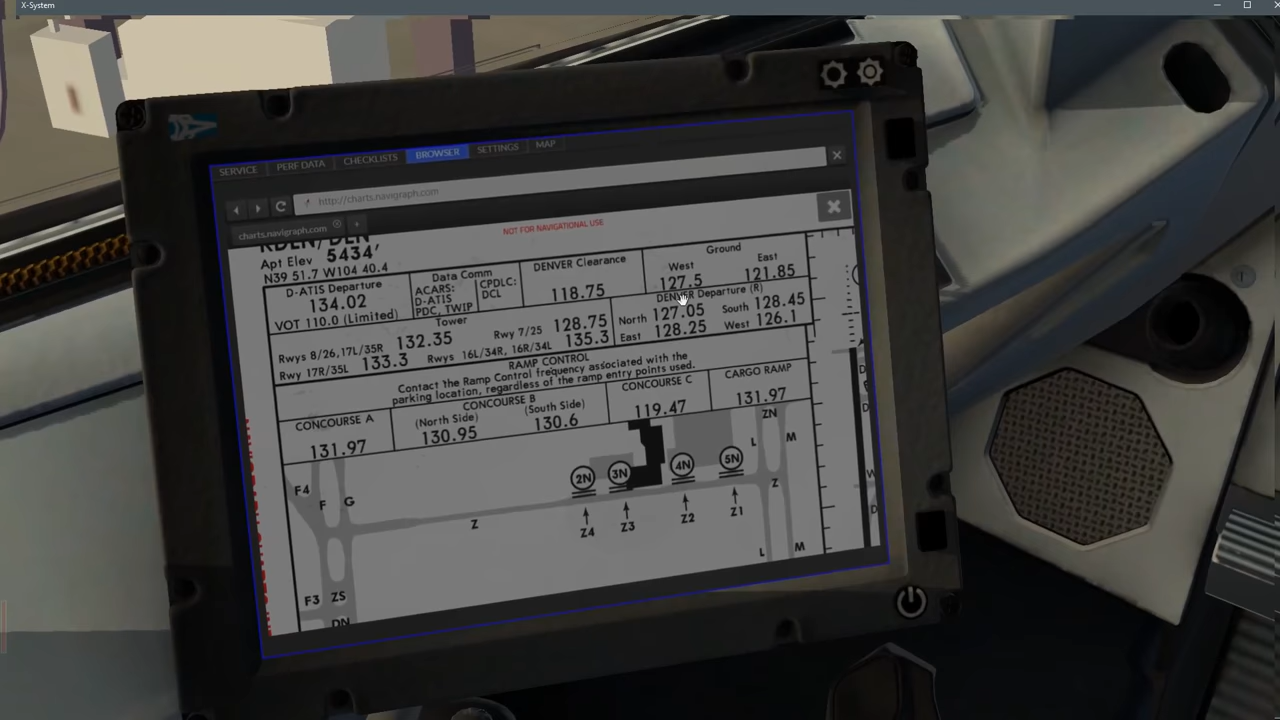 X-System
SERVICE PERF DATA CHECKLISTS BROWSER SETTINGS MAP
http://charts.navigraph.com
charts.navigraph.com
NOT FOR NAVIGATIONAL USE
KDEN/DEN
Apt Elev 5434'
N39 51.7 W104 40.4
D-ATIS Departure
134.02
VOT 110.0 (Limited)
Data Comm
ACARS:
D-ATIS
PDC, TWIP
CPDLC:
DCL
DENVER Clearance
118.75
Ground
West
127.5
East
121.85
Tower
Rwys 8/26,17L/35R 132.35
Rwy 7/25 128.75
Rwy 17R/35L 133.3
Rwys 16L/34R, 16R/34L 135.3
DENVER Departure (R)
North 127.05 South 128.45
East 128.25 West 126.1
RAMP CONTROL
Contact the Ramp Control frequency associated with the
parking location, regardless of the ramp entry points used.
CONCOURSE A
131.97
CONCOURSE B
(North Side)
130.95
(South Side)
130.6
CONCOURSE C
119.47
CARGO RAMP
131.97
ZN
L M
2N 3N 4N 5N
F4
F G
Z
Z
Z4 Z3 Z2 Z1
L M
F3 ZS
DN